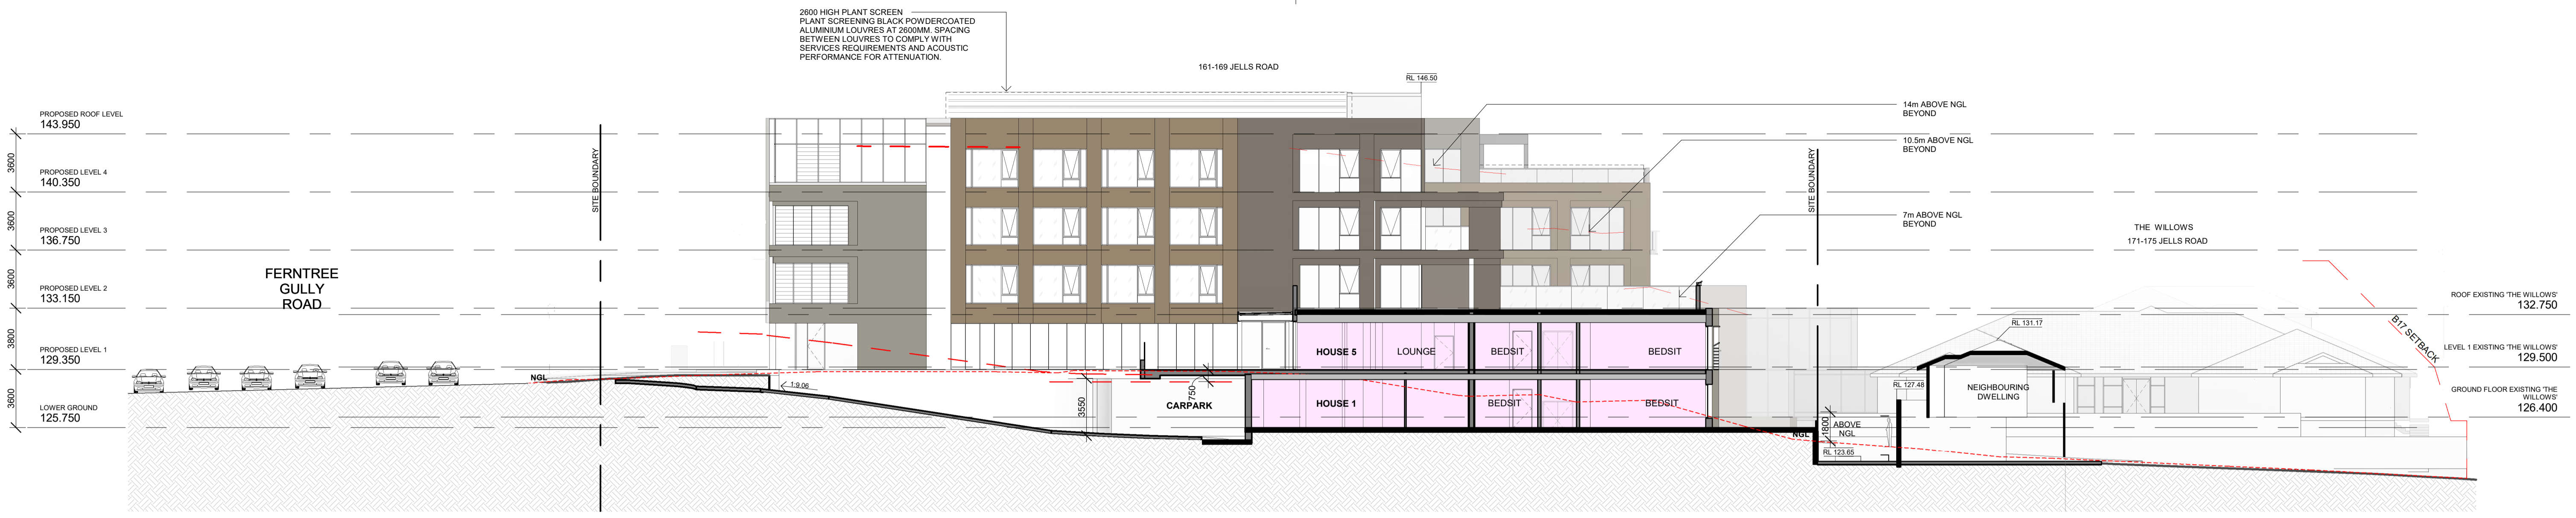 2600 HIGH PLANT SCREEN
PLANT SCREENING BLACK POWDERCOATED
ALUMINIUM LOUVRES AT 2600MM. SPACING
BETWEEN LOUVRES TO COMPLY WITH
SERVICES REQUIREMENTS AND ACOUSTIC
PERFORMANCE FOR ATTENUATION.
161-169 JELLS ROAD
RL 146.50
PROPOSED ROOF LEVEL
143.950
3600
PROPOSED LEVEL 4
140.350
3600
PROPOSED LEVEL 3
136.750
3600
PROPOSED LEVEL 2
133.150
3800
PROPOSED LEVEL 1
129.350
3600
LOWER GROUND
125.750
FERNTREE
GULLY
ROAD
SITE BOUNDARY
NGL
1:9.06
3550
750
CARPARK
HOUSE 5
LOUNGE
BEDSIT
BEDSIT
HOUSE 1
BEDSIT
BEDSIT
14m ABOVE NGL
BEYOND
10.5m ABOVE NGL
BEYOND
7m ABOVE NGL
BEYOND
SITE BOUNDARY
NGL
1800
ABOVE
NGL
RL 123.65
RL 127.48
RL 131.17
NEIGHBOURING
DWELLING
THE WILLOWS
171-175 JELLS ROAD
B17 SETBACK
ROOF EXISTING 'THE WILLOWS'
132.750
LEVEL 1 EXISTING 'THE WILLOWS'
129.500
GROUND FLOOR EXISTING 'THE
WILLOWS'
126.400